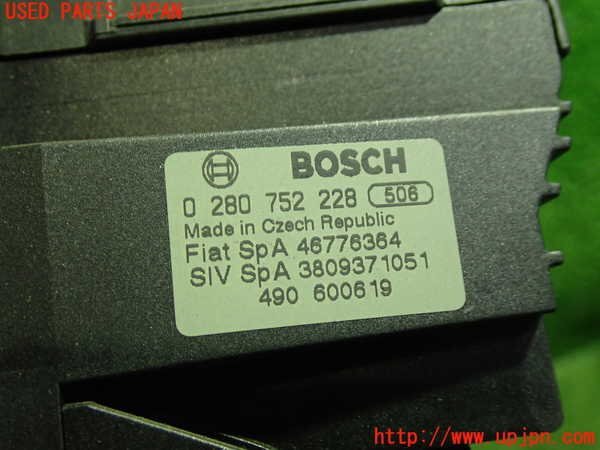 USED PARTS JAPAN
BOSCH
0 280 752 228 506
Made in Czech Republic
Fiat SpA 46776364
SIV SpA 3809371051
490 600619
http://www.upjpn.com/